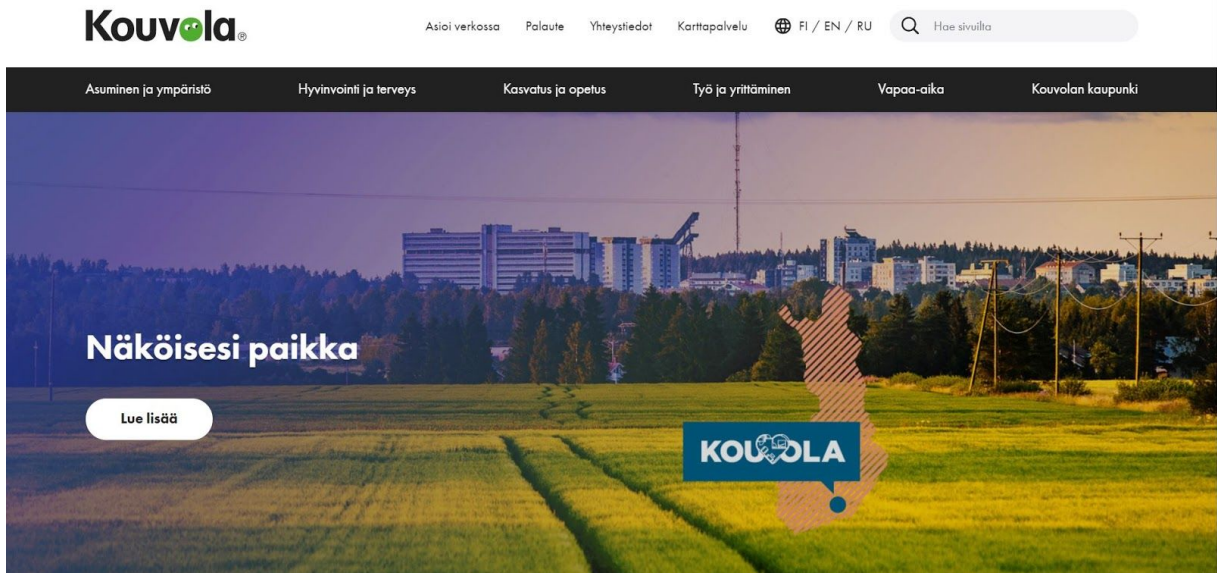 Kouvola®
Asioi verkossa Palaute Yhteystiedot Karttapalvelu FI / EN / RU Hae sivuilta
Asuminen ja ympäristö Hyvinvointi ja terveys Kasvatus ja opetus Työ ja yrittäminen Vapaa-aika Kouvolan kaupunki
Näköisesi paikka
Lue lisää
KOUVOLA